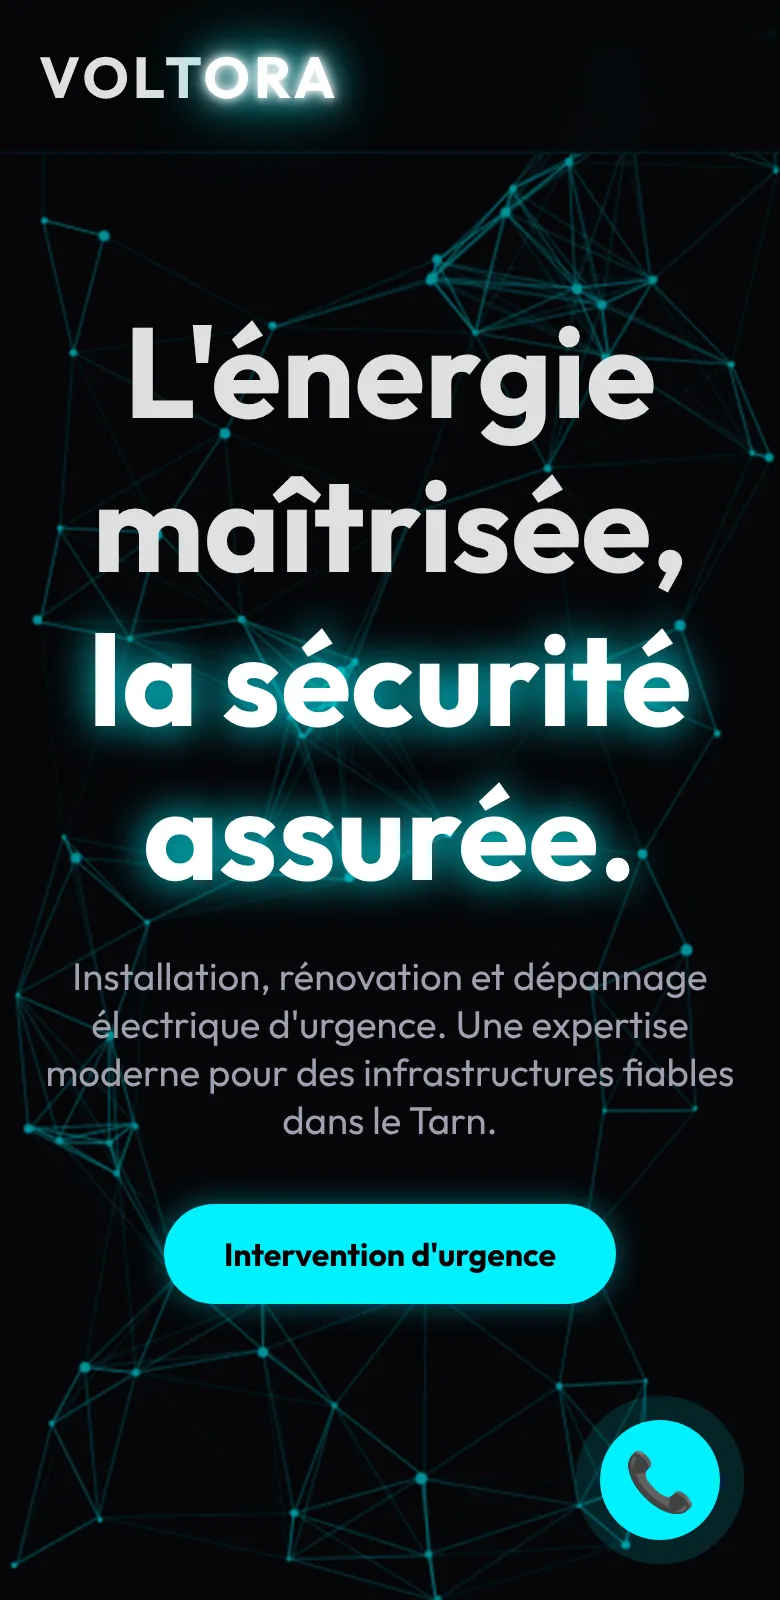 VOLTORA
L'énergie
maîtrisée,
la sécurité
assurée.
Installation, rénovation et dépannage
électrique d'urgence. Une expertise
moderne pour des infrastructures fiables
dans le Tarn.
Intervention d'urgence